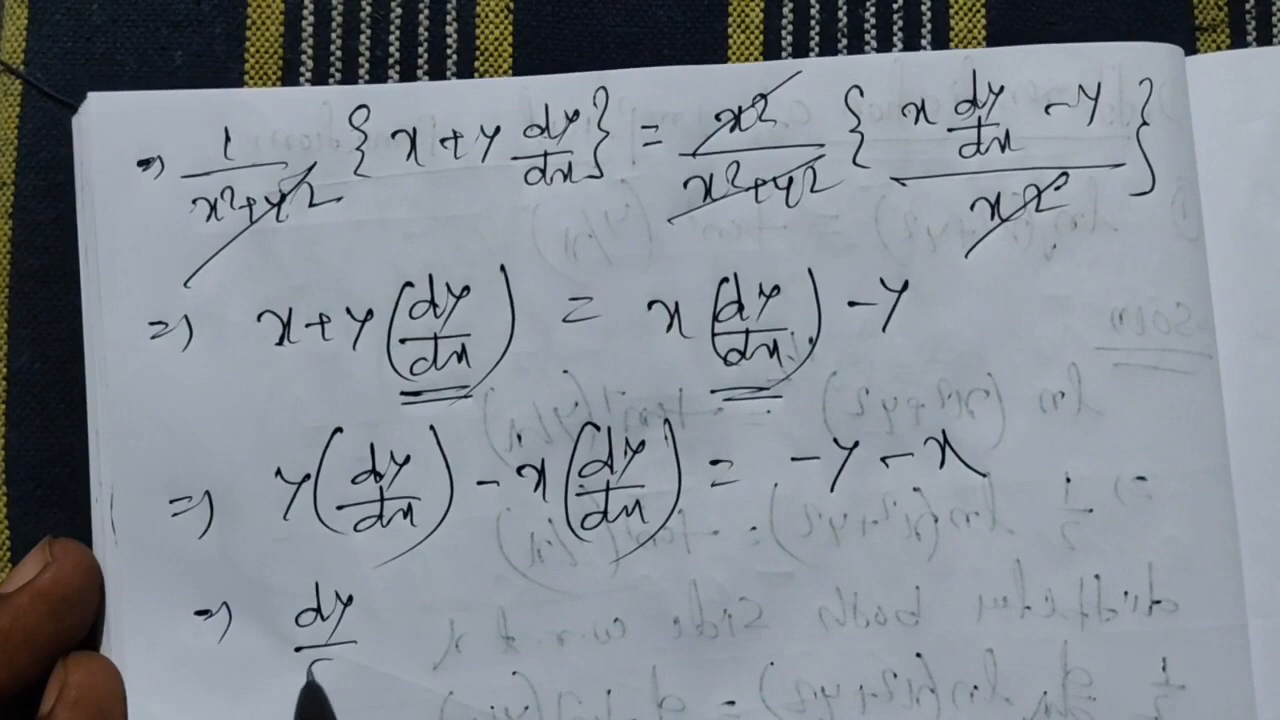 ⇒ 1/(x²+y²) {x + y dy/dx} = x²/(x²+y²) {(x dy/dx - y)/x²}
⇒ x+y(dy/dx) = x(dy/dx) - y
⇒ y(dy/dx) - x(dy/dx) = -y - x
⇒ dy